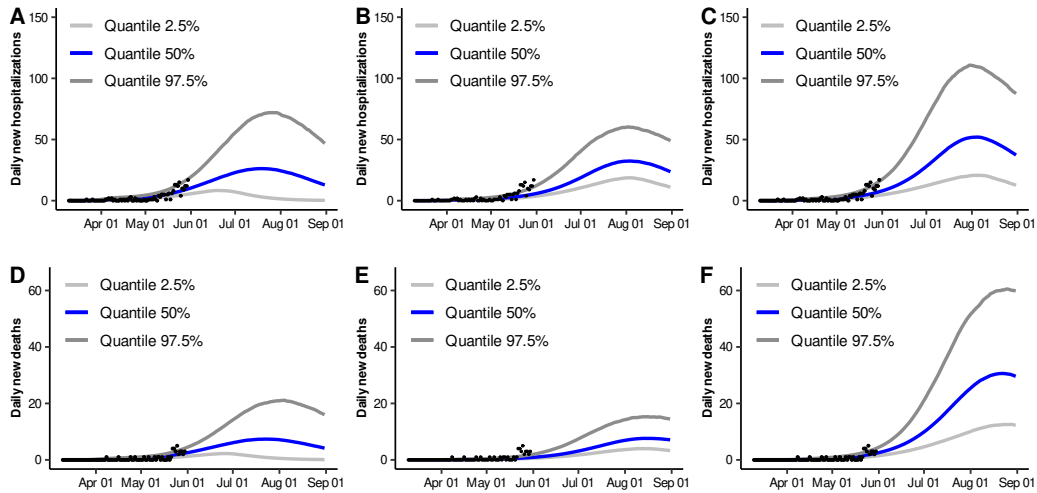 A
Daily new hospitalizations
150
100
50
0
Quantile 2.5%
Quantile 50%
Quantile 97.5%
Apr 01 May 01 Jun 01 Jul 01 Aug 01 Sep 01
B
Daily new hospitalizations
150
100
50
0
Quantile 2.5%
Quantile 50%
Quantile 97.5%
Apr 01 May 01 Jun 01 Jul 01 Aug 01 Sep 01
C
Daily new hospitalizations
150
100
50
0
Quantile 2.5%
Quantile 50%
Quantile 97.5%
Apr 01 May 01 Jun 01 Jul 01 Aug 01 Sep 01
D
Daily new deaths
60
40
20
0
Quantile 2.5%
Quantile 50%
Quantile 97.5%
Apr 01 May 01 Jun 01 Jul 01 Aug 01 Sep 01
E
Daily new deaths
60
40
20
0
Quantile 2.5%
Quantile 50%
Quantile 97.5%
Apr 01 May 01 Jun 01 Jul 01 Aug 01 Sep 01
F
Daily new deaths
60
40
20
0
Quantile 2.5%
Quantile 50%
Quantile 97.5%
Apr 01 May 01 Jun 01 Jul 01 Aug 01 Sep 01